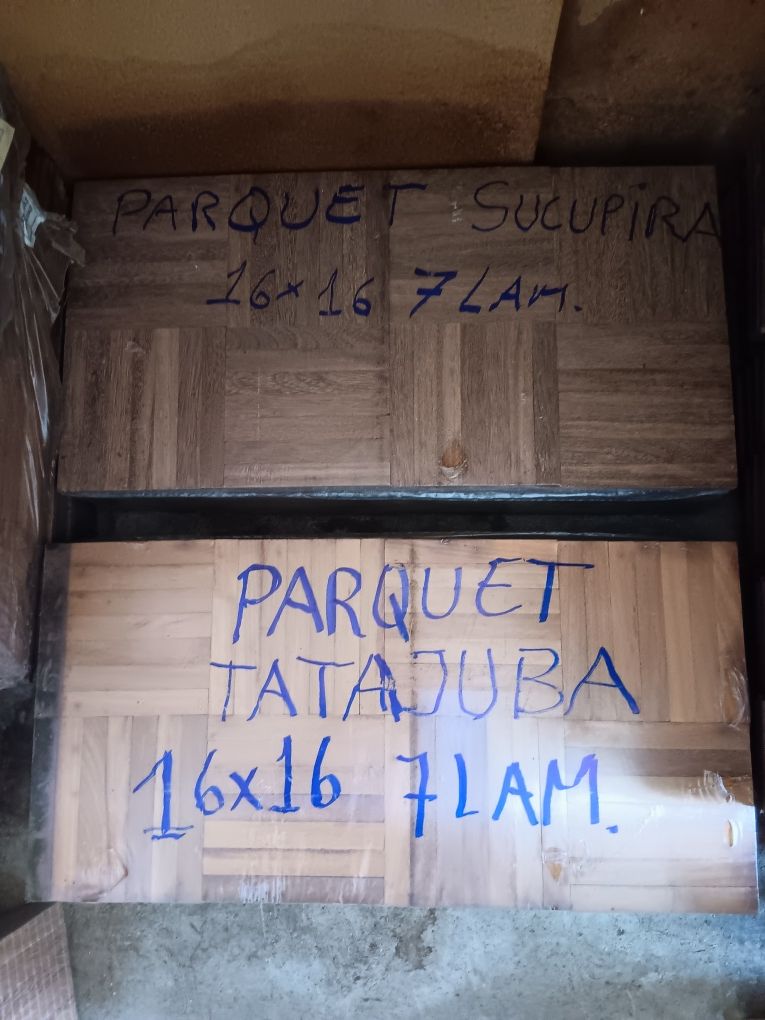 PARQUET SUCUPIRA
16x16 7 LAM.
PARQUET
TATAJUBA
16x16 7 LAM.